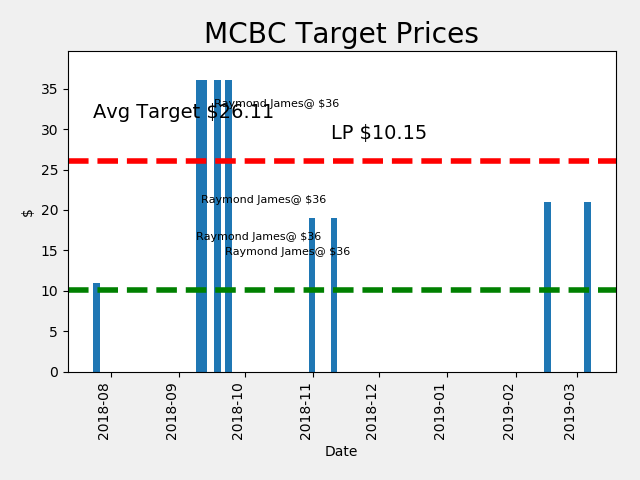 MCBC Target Prices
35
30
25
20
15
10
5
0
$
Raymond James@ $36
Avg Target $26.11
LP $10.15
Raymond James@ $36
Raymond James@ $36
Raymond James@ $36
2018-08
2018-09
2018-10
2018-11
2018-12
2019-01
2019-02
2019-03
Date